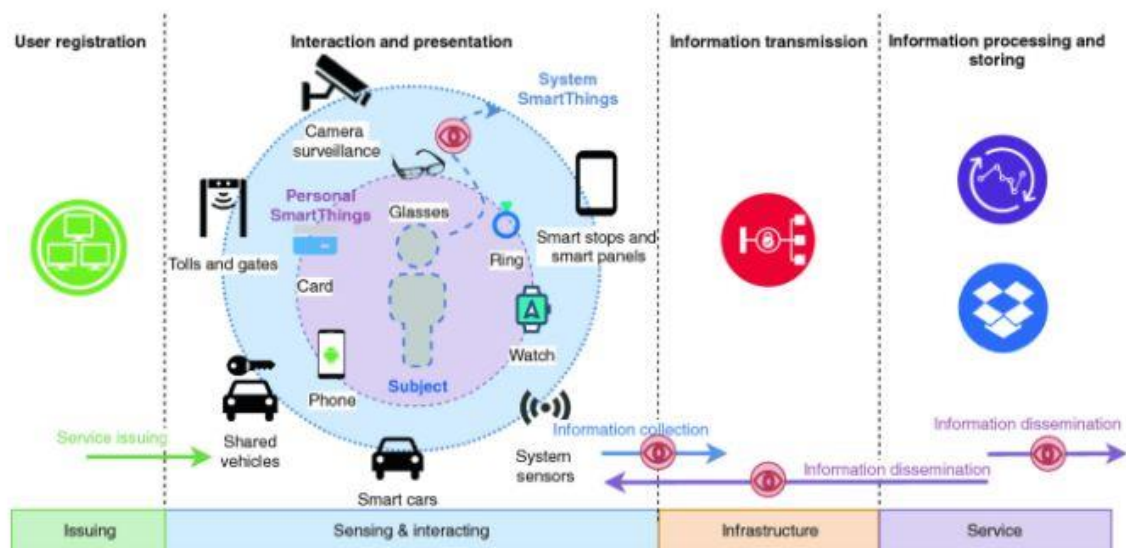 User registration
Interaction and presentation
Information transmission
Information processing and
storing
System
SmartThings
Camera
surveillance
Personal
SmartThings
Glasses
Tolls and gates
Card
Ring
Smart stops and
smart panels
Watch
Phone
Subject
Service issuing
Shared
vehicles
Smart cars
System
sensors
Information collection
Information dissemination
Information dissemination
Issuing
Sensing & interacting
Infrastructure
Service